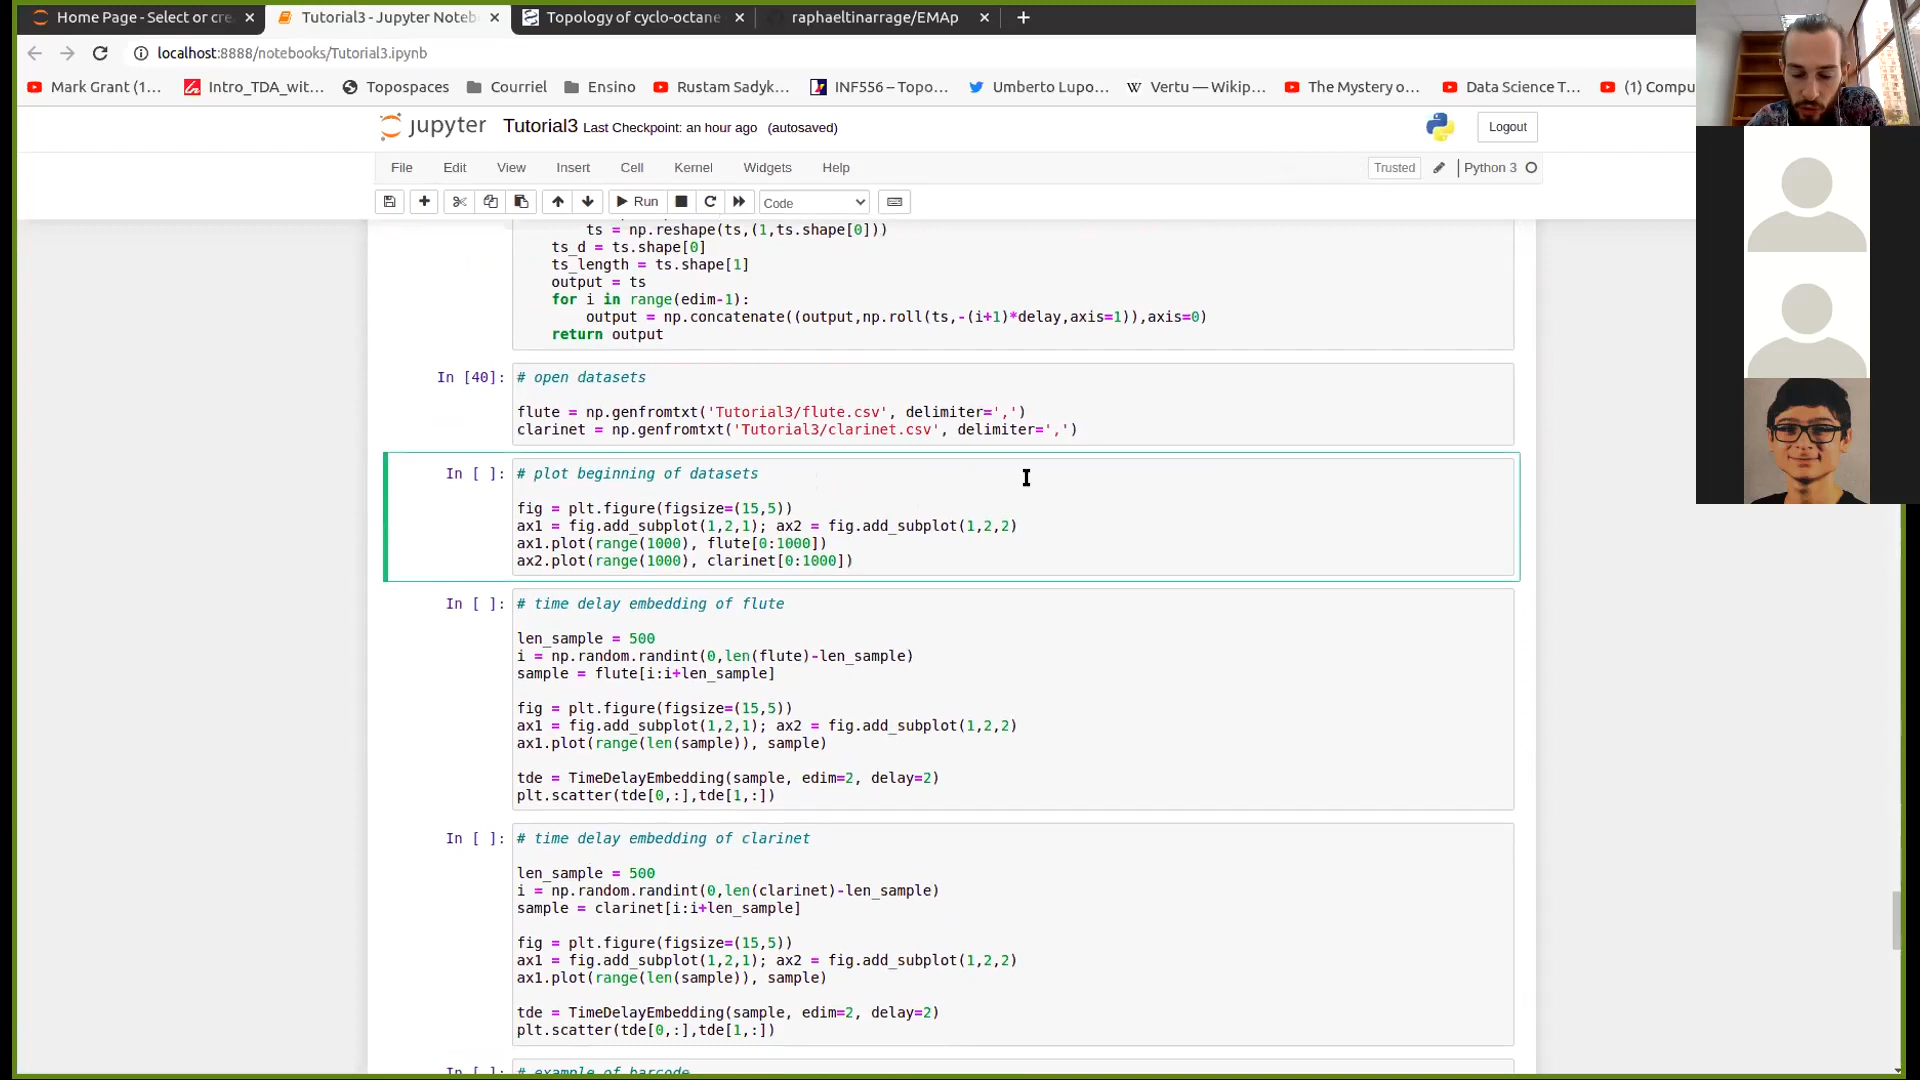 Home Page - Select or cre
Tutorial3 - Jupyter Noteb
Topology of cyclo-octane
raphaeltinarrage/EMAp
localhost:8888/notebooks/Tutorial3.ipynb
Mark Grant (1...
Intro_TDA_wit...
Topospaces
Courriel
Ensino
Rustam Sadyk...
INF556 – Topo...
Umberto Lupo...
Vertu — Wikip...
The Mystery o...
Data Science T...
(1) Compu
jupyter
Tutorial3 Last Checkpoint: an hour ago (autosaved)
Logout
File Edit View Insert Cell Kernel Widgets Help
Trusted
Python 3
Run
Code
ts = np.reshape(ts,(1,ts.shape[0]))
ts_d = ts.shape[0]
ts_length = ts.shape[1]
output = ts
for i in range(edim-1):
output = np.concatenate((output,np.roll(ts,-(i+1)*delay,axis=1)),axis=0)
return output
In [40]: # open datasets
flute = np.genfromtxt('Tutorial3/flute.csv', delimiter=',')
clarinet = np.genfromtxt('Tutorial3/clarinet.csv', delimiter=',')
In [ ]: # plot beginning of datasets
fig = plt.figure(figsize=(15,5))
ax1 = fig.add_subplot(1,2,1); ax2 = fig.add_subplot(1,2,2)
ax1.plot(range(1000), flute[0:1000])
ax2.plot(range(1000), clarinet[0:1000])
In [ ]: # time delay embedding of flute
len_sample = 500
i = np.random.randint(0,len(flute)-len_sample)
sample = flute[i:i+len_sample]
fig = plt.figure(figsize=(15,5))
ax1 = fig.add_subplot(1,2,1); ax2 = fig.add_subplot(1,2,2)
ax1.plot(range(len(sample)), sample)
tde = TimeDelayEmbedding(sample, edim=2, delay=2)
plt.scatter(tde[0,:],tde[1,:])
In [ ]: # time delay embedding of clarinet
len_sample = 500
i = np.random.randint(0,len(clarinet)-len_sample)
sample = clarinet[i:i+len_sample]
fig = plt.figure(figsize=(15,5))
ax1 = fig.add_subplot(1,2,1); ax2 = fig.add_subplot(1,2,2)
ax1.plot(range(len(sample)), sample)
tde = TimeDelayEmbedding(sample, edim=2, delay=2)
plt.scatter(tde[0,:],tde[1,:])
In [ ]: # example of barcode